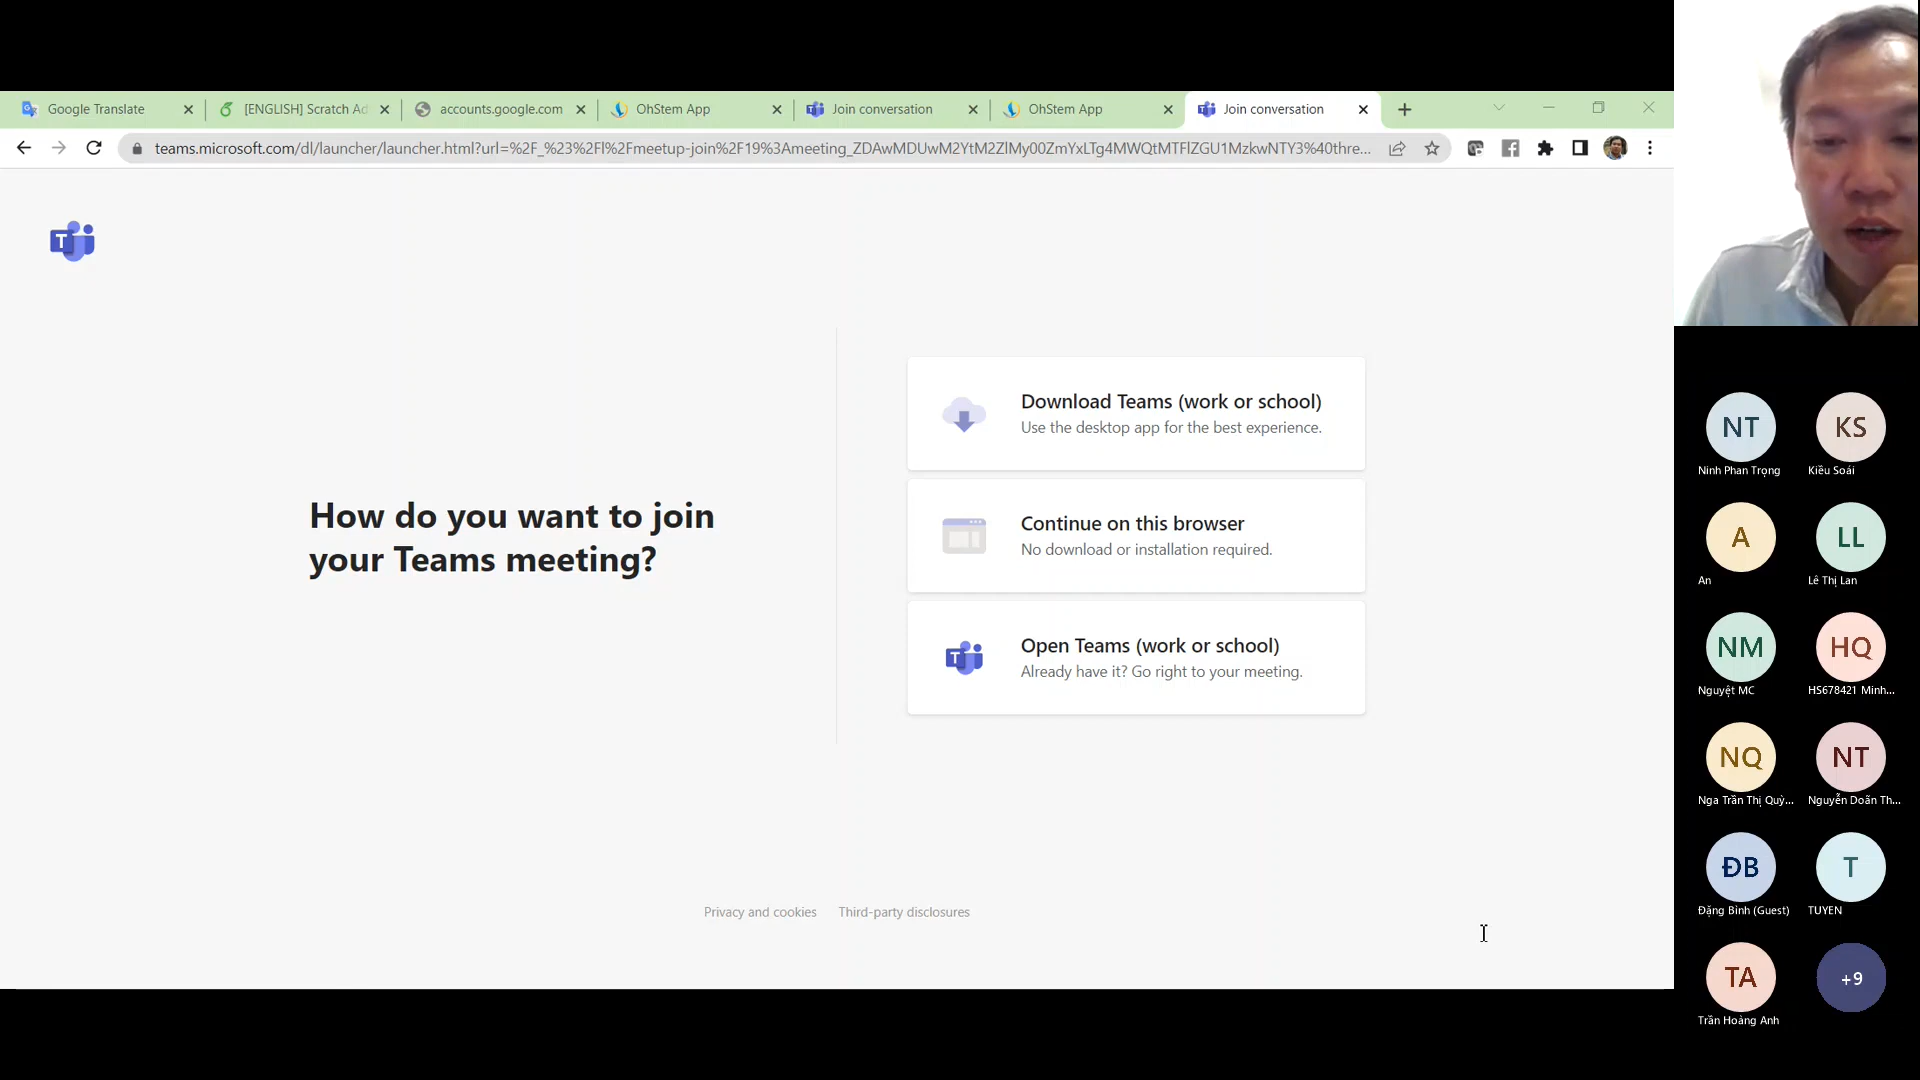 Google Translate
[ENGLISH] Scratch Ad
accounts.google.com
OhStem App
Join conversation
OhStem App
Join conversation
teams.microsoft.com/dl/launcher/launcher.html?url=%2F_%23%2Fl%2Fmeetup-join%2F19%3Ameeting_ZDAwMDUwM2YtM2ZlMy00ZmYxLTg4MWQtMTFlZGU1MzkwNTY3%40thre...
T
How do you want to join
your Teams meeting?
Download Teams (work or school)
Use the desktop app for the best experience.
Continue on this browser
No download or installation required.
T
Open Teams (work or school)
Already have it? Go right to your meeting.
Privacy and cookies
Third-party disclosures
NT
KS
Ninh Phan Trọng
Kiều Soái
A
LL
An
Lê Thị Lan
NM
HQ
Nguyệt MC
HS678421 Minh...
NQ
NT
Nga Trần Thị Quỳ...
Nguyễn Doãn Th...
ĐB
T
Đặng Bình (Guest)
TUYEN
TA
+9
Trần Hoàng Anh